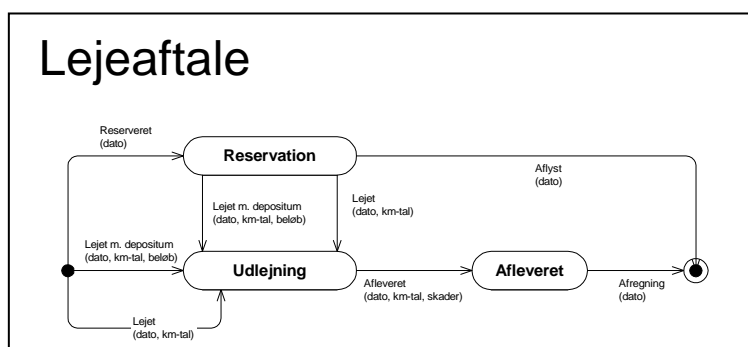 Lejeaftale
Reserveret
(dato)
Reservation
Aflyst
(dato)
Lejet m. depositum
(dato, km-tal, beløb)
Lejet
(dato, km-tal)
Lejet m. depositum
(dato, km-tal, beløb)
Udlejning
Afleveret
(dato, km-tal, skader)
Afleveret
Afregning
(dato)
Lejet
(dato, km-tal)